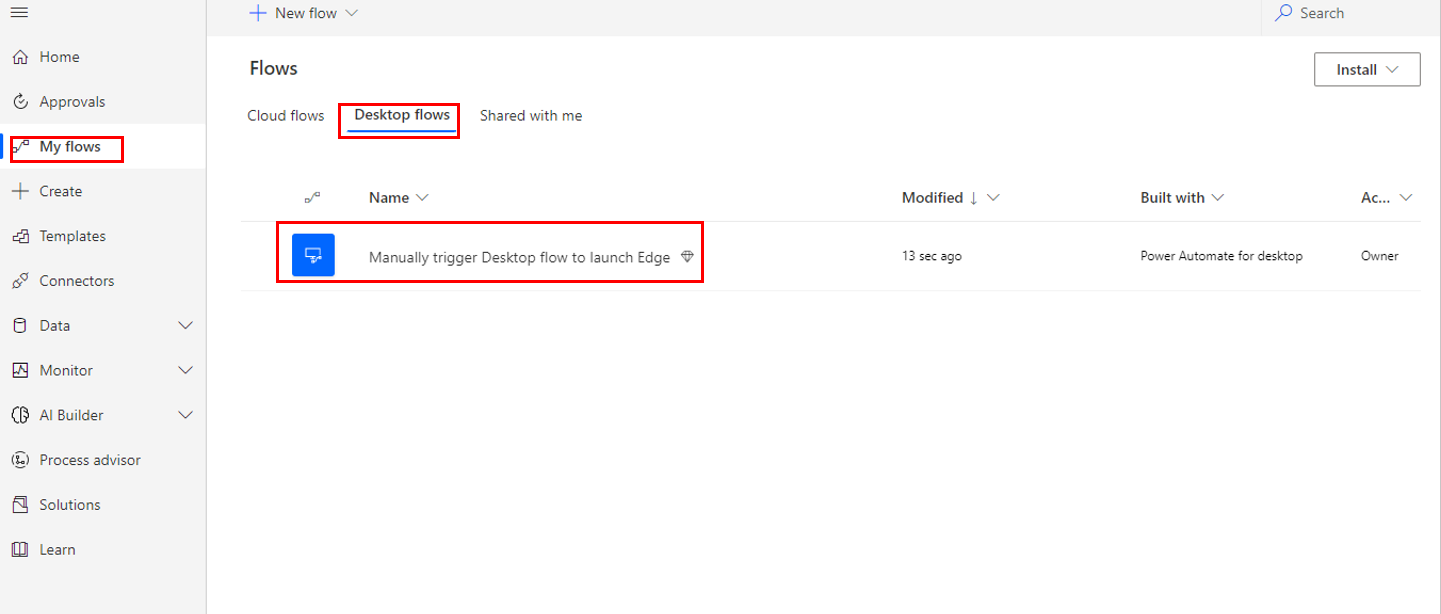 New flow
Search
Home
Approvals
My flows
Create
Templates
Connectors
Data
Monitor
AI Builder
Process advisor
Solutions
Learn
Flows
Install
Cloud flows
Desktop flows
Shared with me
Name
Modified
Built with
Ac...
Manually trigger Desktop flow to launch Edge
13 sec ago
Power Automate for desktop
Owner